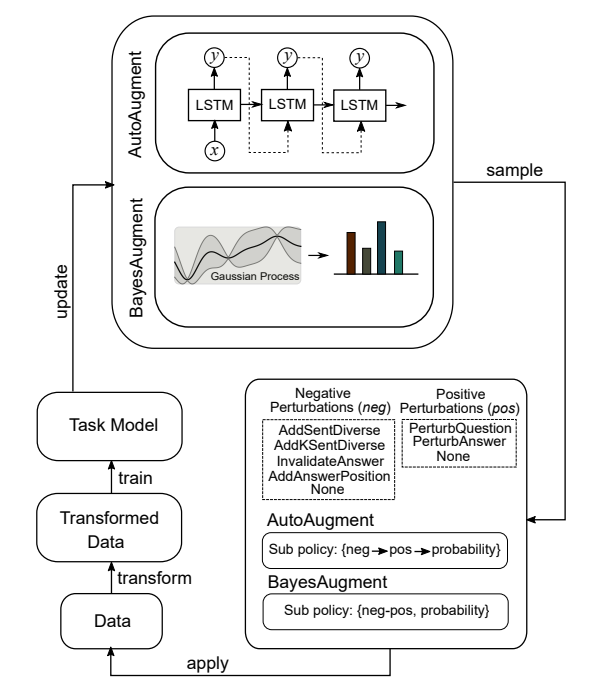 AutoAugment
y
y
y
LSTM
LSTM
LSTM
x
BayesAugment
Gaussian Process
sample
update
Task Model
train
Transformed
Data
transform
Data
apply
Negative
Perturbations (neg)
AddSentDiverse
AddKSentDiverse
InvalidateAnswer
AddAnswerPosition
None
Positive
Perturbations (pos)
PerturbQuestion
PerturbAnswer
None
AutoAugment
Sub policy: {neg→pos→probability}
BayesAugment
Sub policy: {neg-pos, probability}